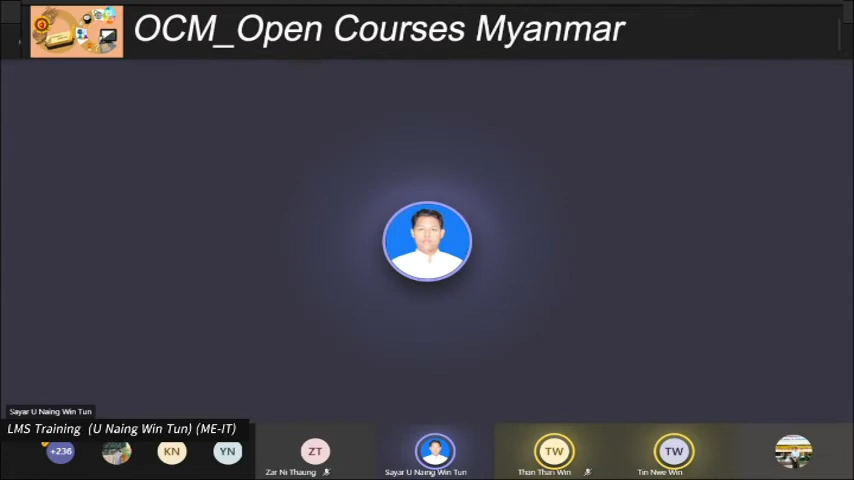 OCM_Open Courses Myanmar
Sayar U Naing Win Tun
LMS Training (U Naing Win Tun) (ME-IT)
+236
KN
YN
ZT
TW
TW
Zar Ni Thaung
Sayar U Naing Win Tun
Than Than Win
Tin Nwe Win